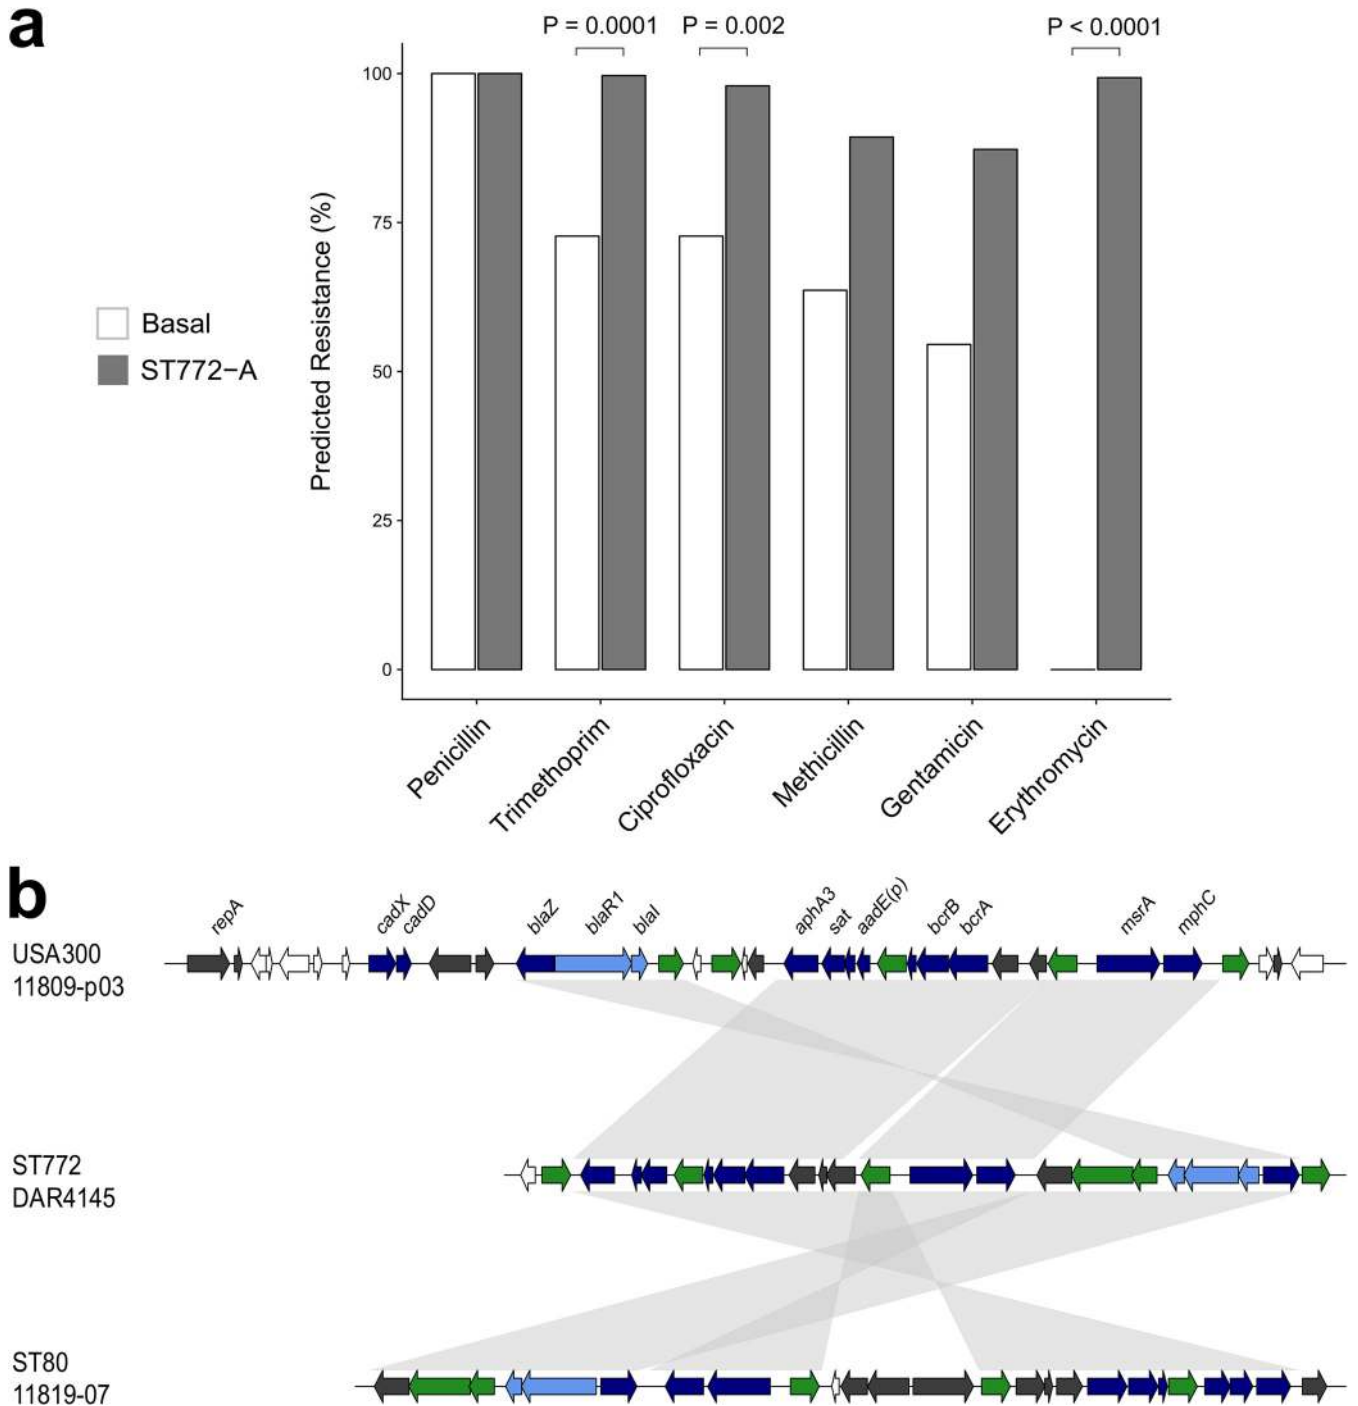 a
P = 0.0001 P = 0.002 P < 0.0001
100
75
50
25
0
Predicted Resistance (%)
Basal
ST772−A
Penicillin
Trimethoprim
Ciprofloxacin
Methicillin
Gentamicin
Erythromycin
b
repA cadX cadD blaZ blaR1 blaI aphA3 sat aadE(p) bcrB bcrA msrA mphC
USA300
11809-p03
ST772
DAR4145
ST80
11819-07